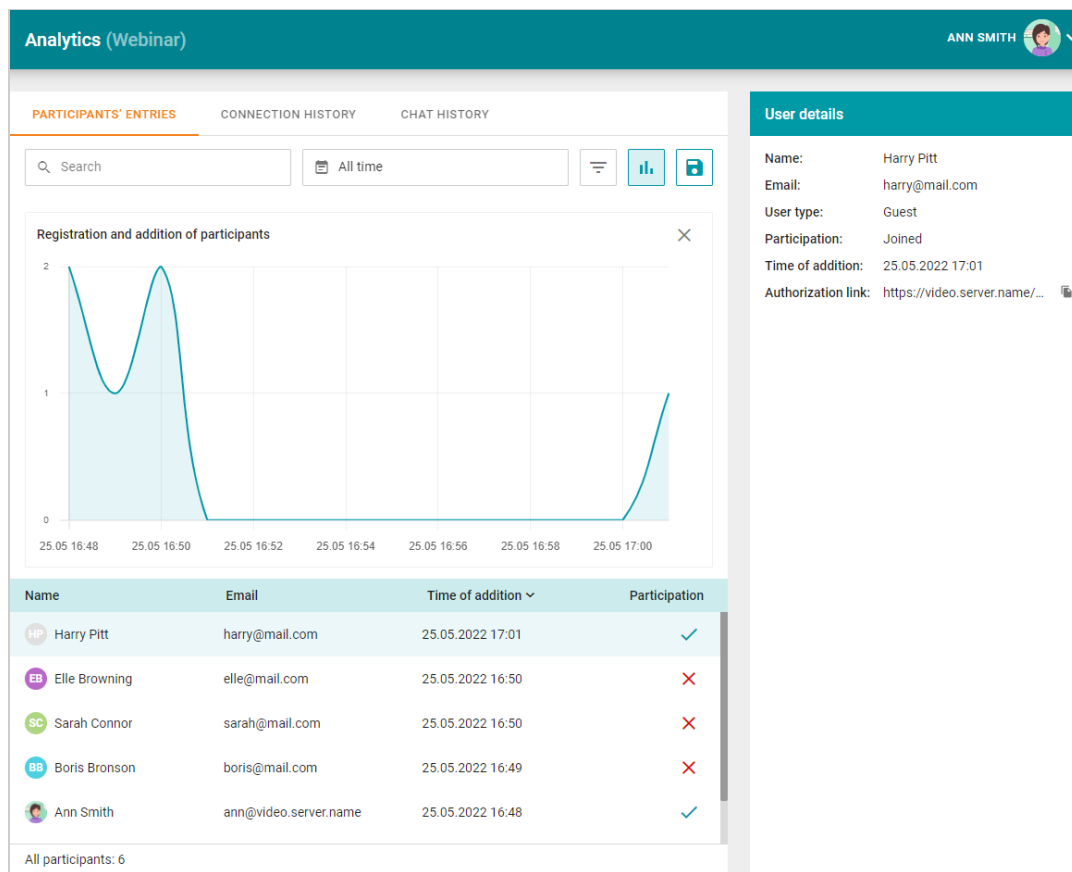 Analytics (Webinar)
ANN SMITH
PARTICIPANTS' ENTRIES CONNECTION HISTORY CHAT HISTORY
Search
All time
Registration and addition of participants
2
1
0
25.05 16:48 25.05 16:50 25.05 16:52 25.05 16:54 25.05 16:56 25.05 16:58 25.05 17:00
Name Email Time of addition Participation
HP Harry Pitt harry@mail.com 25.05.2022 17:01
EB Elle Browning elle@mail.com 25.05.2022 16:50
SC Sarah Connor sarah@mail.com 25.05.2022 16:50
BB Boris Bronson boris@mail.com 25.05.2022 16:49
Ann Smith ann@video.server.name 25.05.2022 16:48
All participants: 6
User details
Name: Harry Pitt
Email: harry@mail.com
User type: Guest
Participation: Joined
Time of addition: 25.05.2022 17:01
Authorization link: https://video.server.name/...